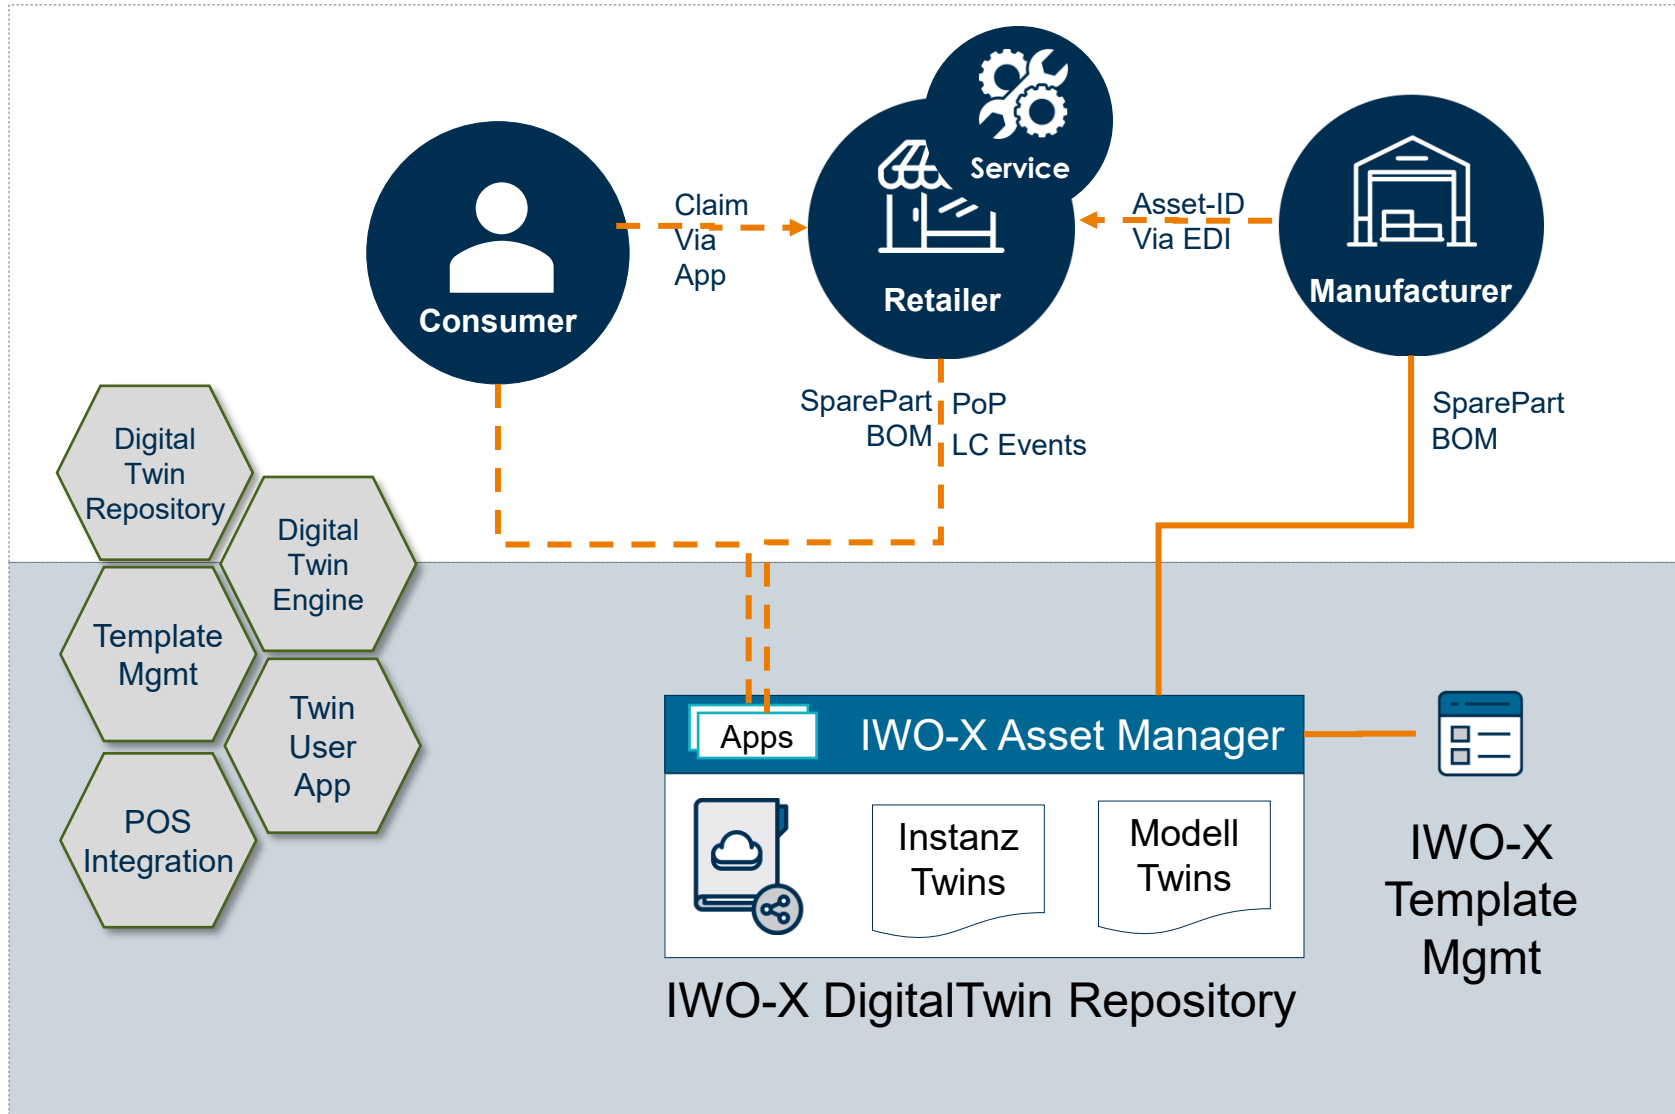 Service
Consumer
Claim
Via
App
Retailer
Asset-ID
Via EDI
Manufacturer
SparePart
BOM
PoP
LC Events
SparePart
BOM
Digital
Twin
Repository
Digital
Twin
Engine
Template
Mgmt
Twin
User
App
POS
Integration
Apps
IWO-X Asset Manager
Instanz
Twins
Modell
Twins
IWO-X DigitalTwin Repository
IWO-X
Template
Mgmt